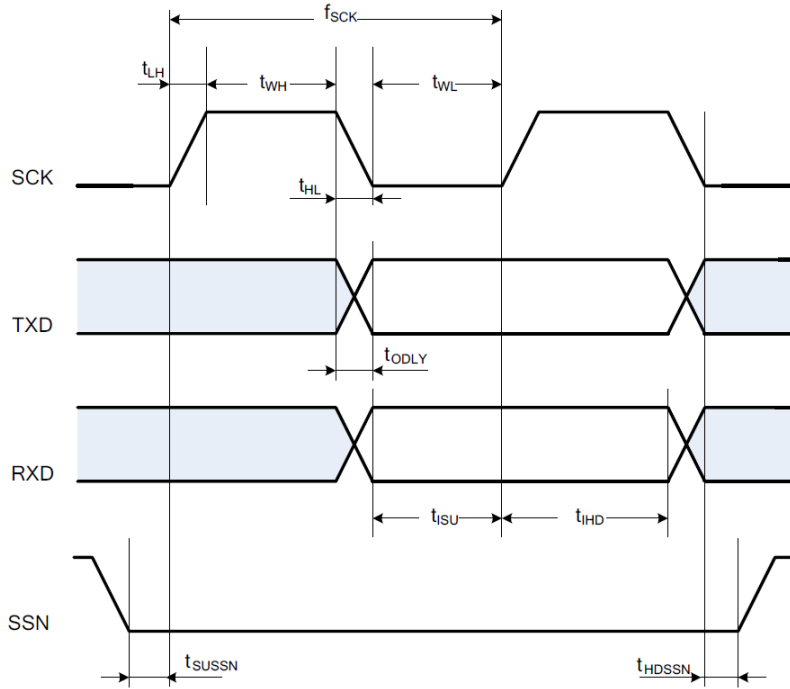 fSCK
tLH
tWH
tWL
SCK
tHL
TXD
tODLY
RXD
tISU
tIHD
SSN
tSUSSN
tHDSSN